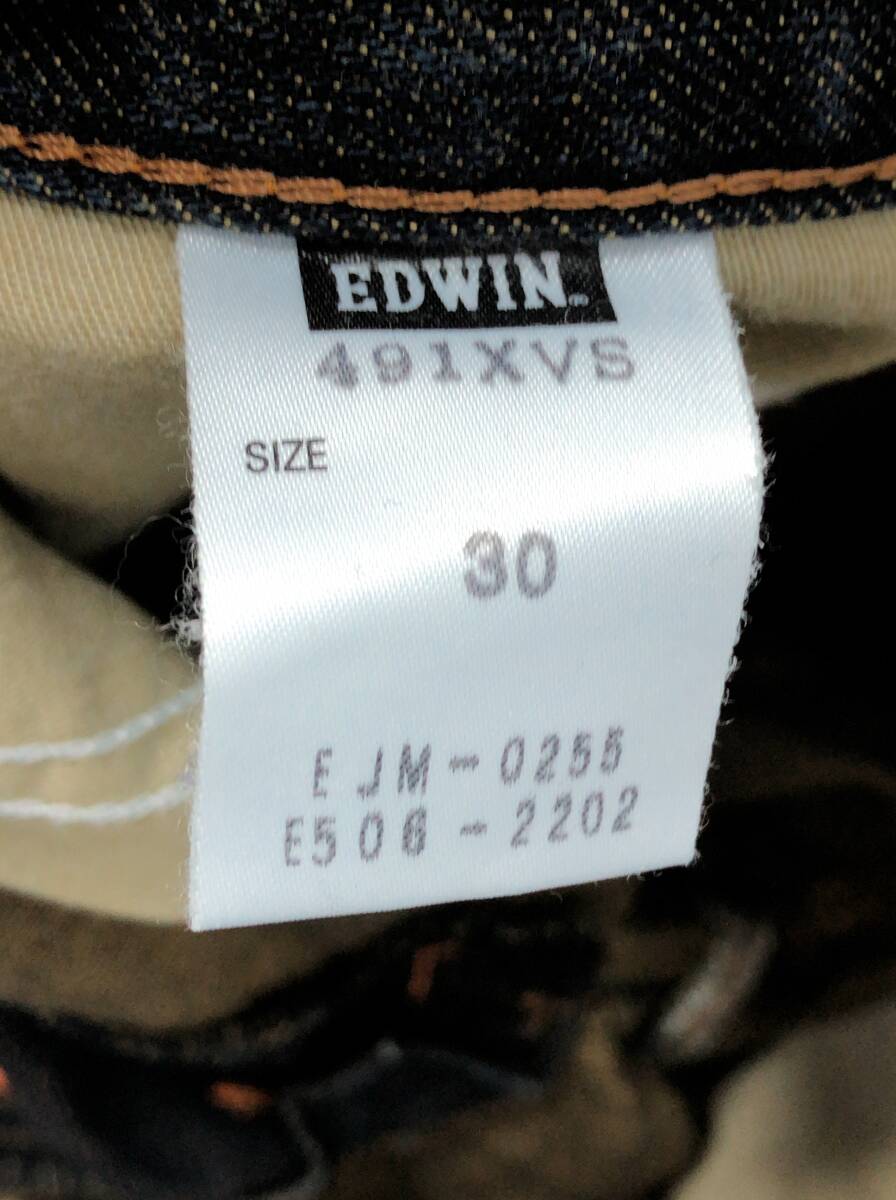 EDWIN
491XVS
SIZE
30
EJM-0255
E506-2202